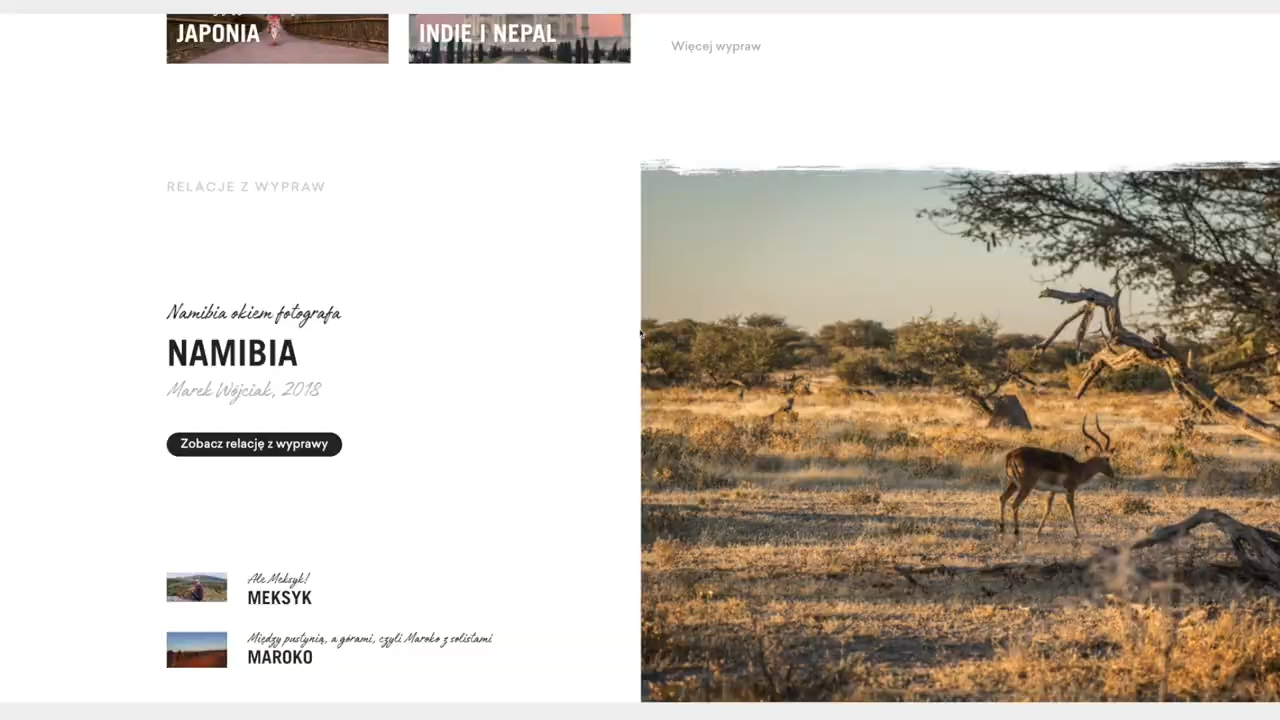 JAPONIA
INDIE I NEPAL
Więcej wypraw
RELACJE Z WYPRAW
Namibia okiem fotografa
NAMIBIA
Marek Wójciak, 2018
Zobacz relację z wyprawy
Ale Meksyk!
MEKSYK
Między pustynią, a górami, czyli Maroko z solistami
MAROKO